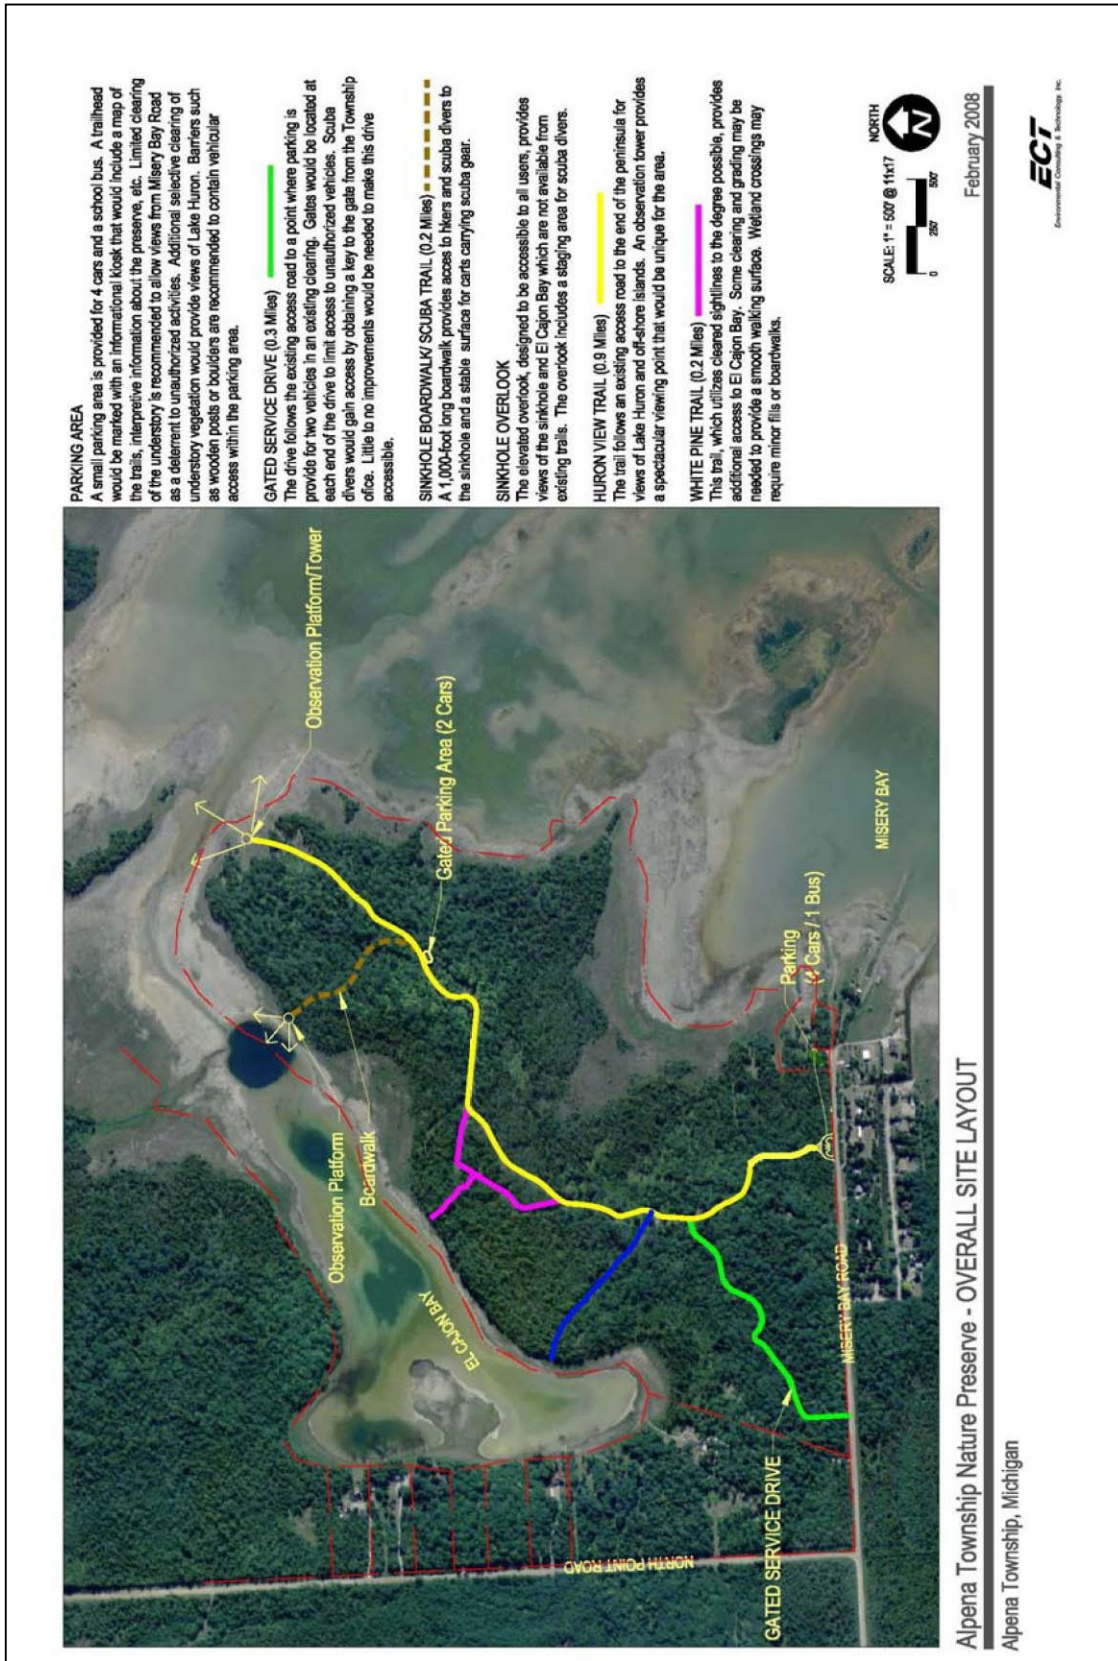 PARKING AREA
A small parking area is provided for 4 cars and a school bus. A trailhead
would be marked with an informational kiosk that would include a map of
the trails, interpretive information about the preserve, etc. Limited clearing
of the understory is recommended to allow views from Misery Bay Road
as a deterrent to unauthorized activities. Additional selective clearing of
understory vegetation would provide views of Lake Huron. Barriers such
as wooden posts or boulders are recommended to contain vehicular
access within the parking area.
GATED SERVICE DRIVE (0.3 Miles)
The drive follows the existing access road to a point where parking is
provide for two vehicles in an existing clearing. Gates would be located at
each end of the drive to limit access to unauthorized vehicles. Scuba
divers would gain access by obtaining a key to the gate from the Township
office. Little to no improvements would be needed to make this drive
accessible.
SINKHOLE BOARDWALK/ SCUBA TRAIL (0.2 Miles)
A 1,000-foot long boardwalk provides access to hikers and scuba divers to
the sinkhole and a stable surface for carts carrying scuba gear.
SINKHOLE OVERLOOK
The elevated overlook, designed to be accessible to all users, provides
views of the sinkhole and El Cajon Bay which are not available from
existing trails. The overlook includes a staging area for scuba divers.
HURON VIEW TRAIL (0.9 Miles)
The trail follows an existing access road to the end of the peninsula for
views of Lake Huron and off-shore islands. An observation tower provides
a spectacular viewing point that would be unique for the area.
WHITE PINE TRAIL (0.2 Miles)
This trail, which utilizes cleared sightlines to the degree possible, provides
additional access to El Cajon Bay. Some clearing and grading may be
needed to provide a smooth walking surface. Wetland crossings may
require minor fills or boardwalks.
NORTH
N
SCALE: 1" = 500' @ 11x17
0 250' 500'
Observation Platform/Tower
Gated Parking Area (2 Cars)
Observation Platform
Boardwalk
EL CAJON BAY
MISERY BAY
Parking
(4 Cars / 1 Bus)
MISERY BAY ROAD
GATED SERVICE DRIVE
NORTH POINT ROAD
Alpena Township Nature Preserve - OVERALL SITE LAYOUT
February 2008
Alpena Township, Michigan
ECT
Environmental Consulting & Technology, Inc.